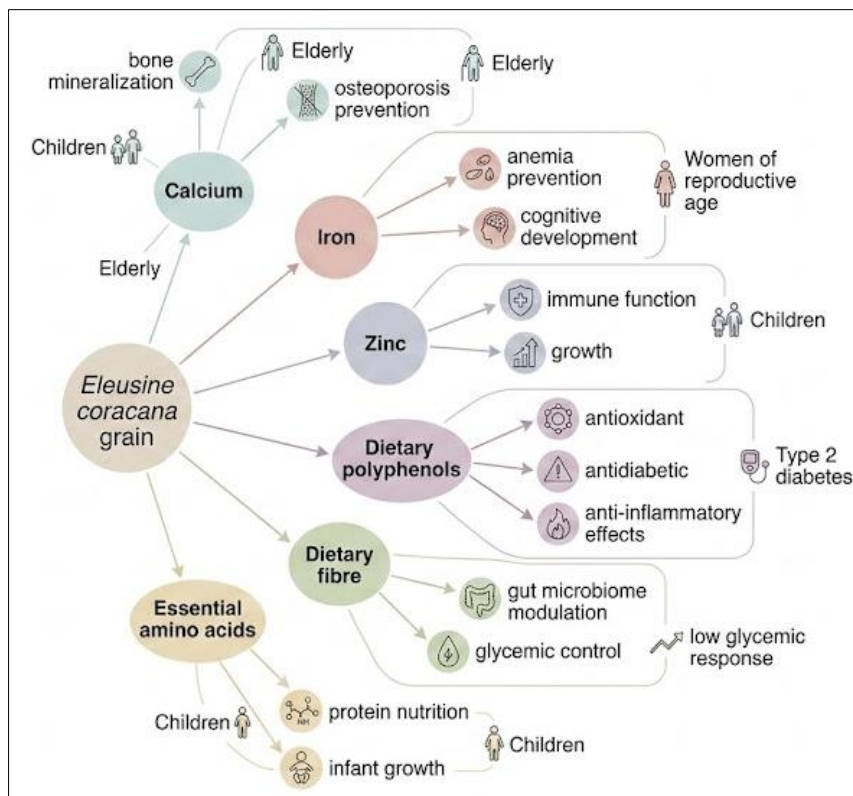 bone
mineralization
Elderly
Elderly
osteoporosis
prevention
Children
Calcium
Elderly
anemia
prevention
Women of
reproductive
age
Iron
cognitive
development
immune function
Zinc
Children
growth
Eleusine
coracana
grain
antioxidant
Dietary
polyphenols
antidiabetic
Type 2
diabetes
anti-inflammatory
effects
Dietary
fibre
gut microbiome
modulation
glycemic control
low glycemic
response
Essential
amino acids
Children
protein nutrition
NH
Children
infant growth